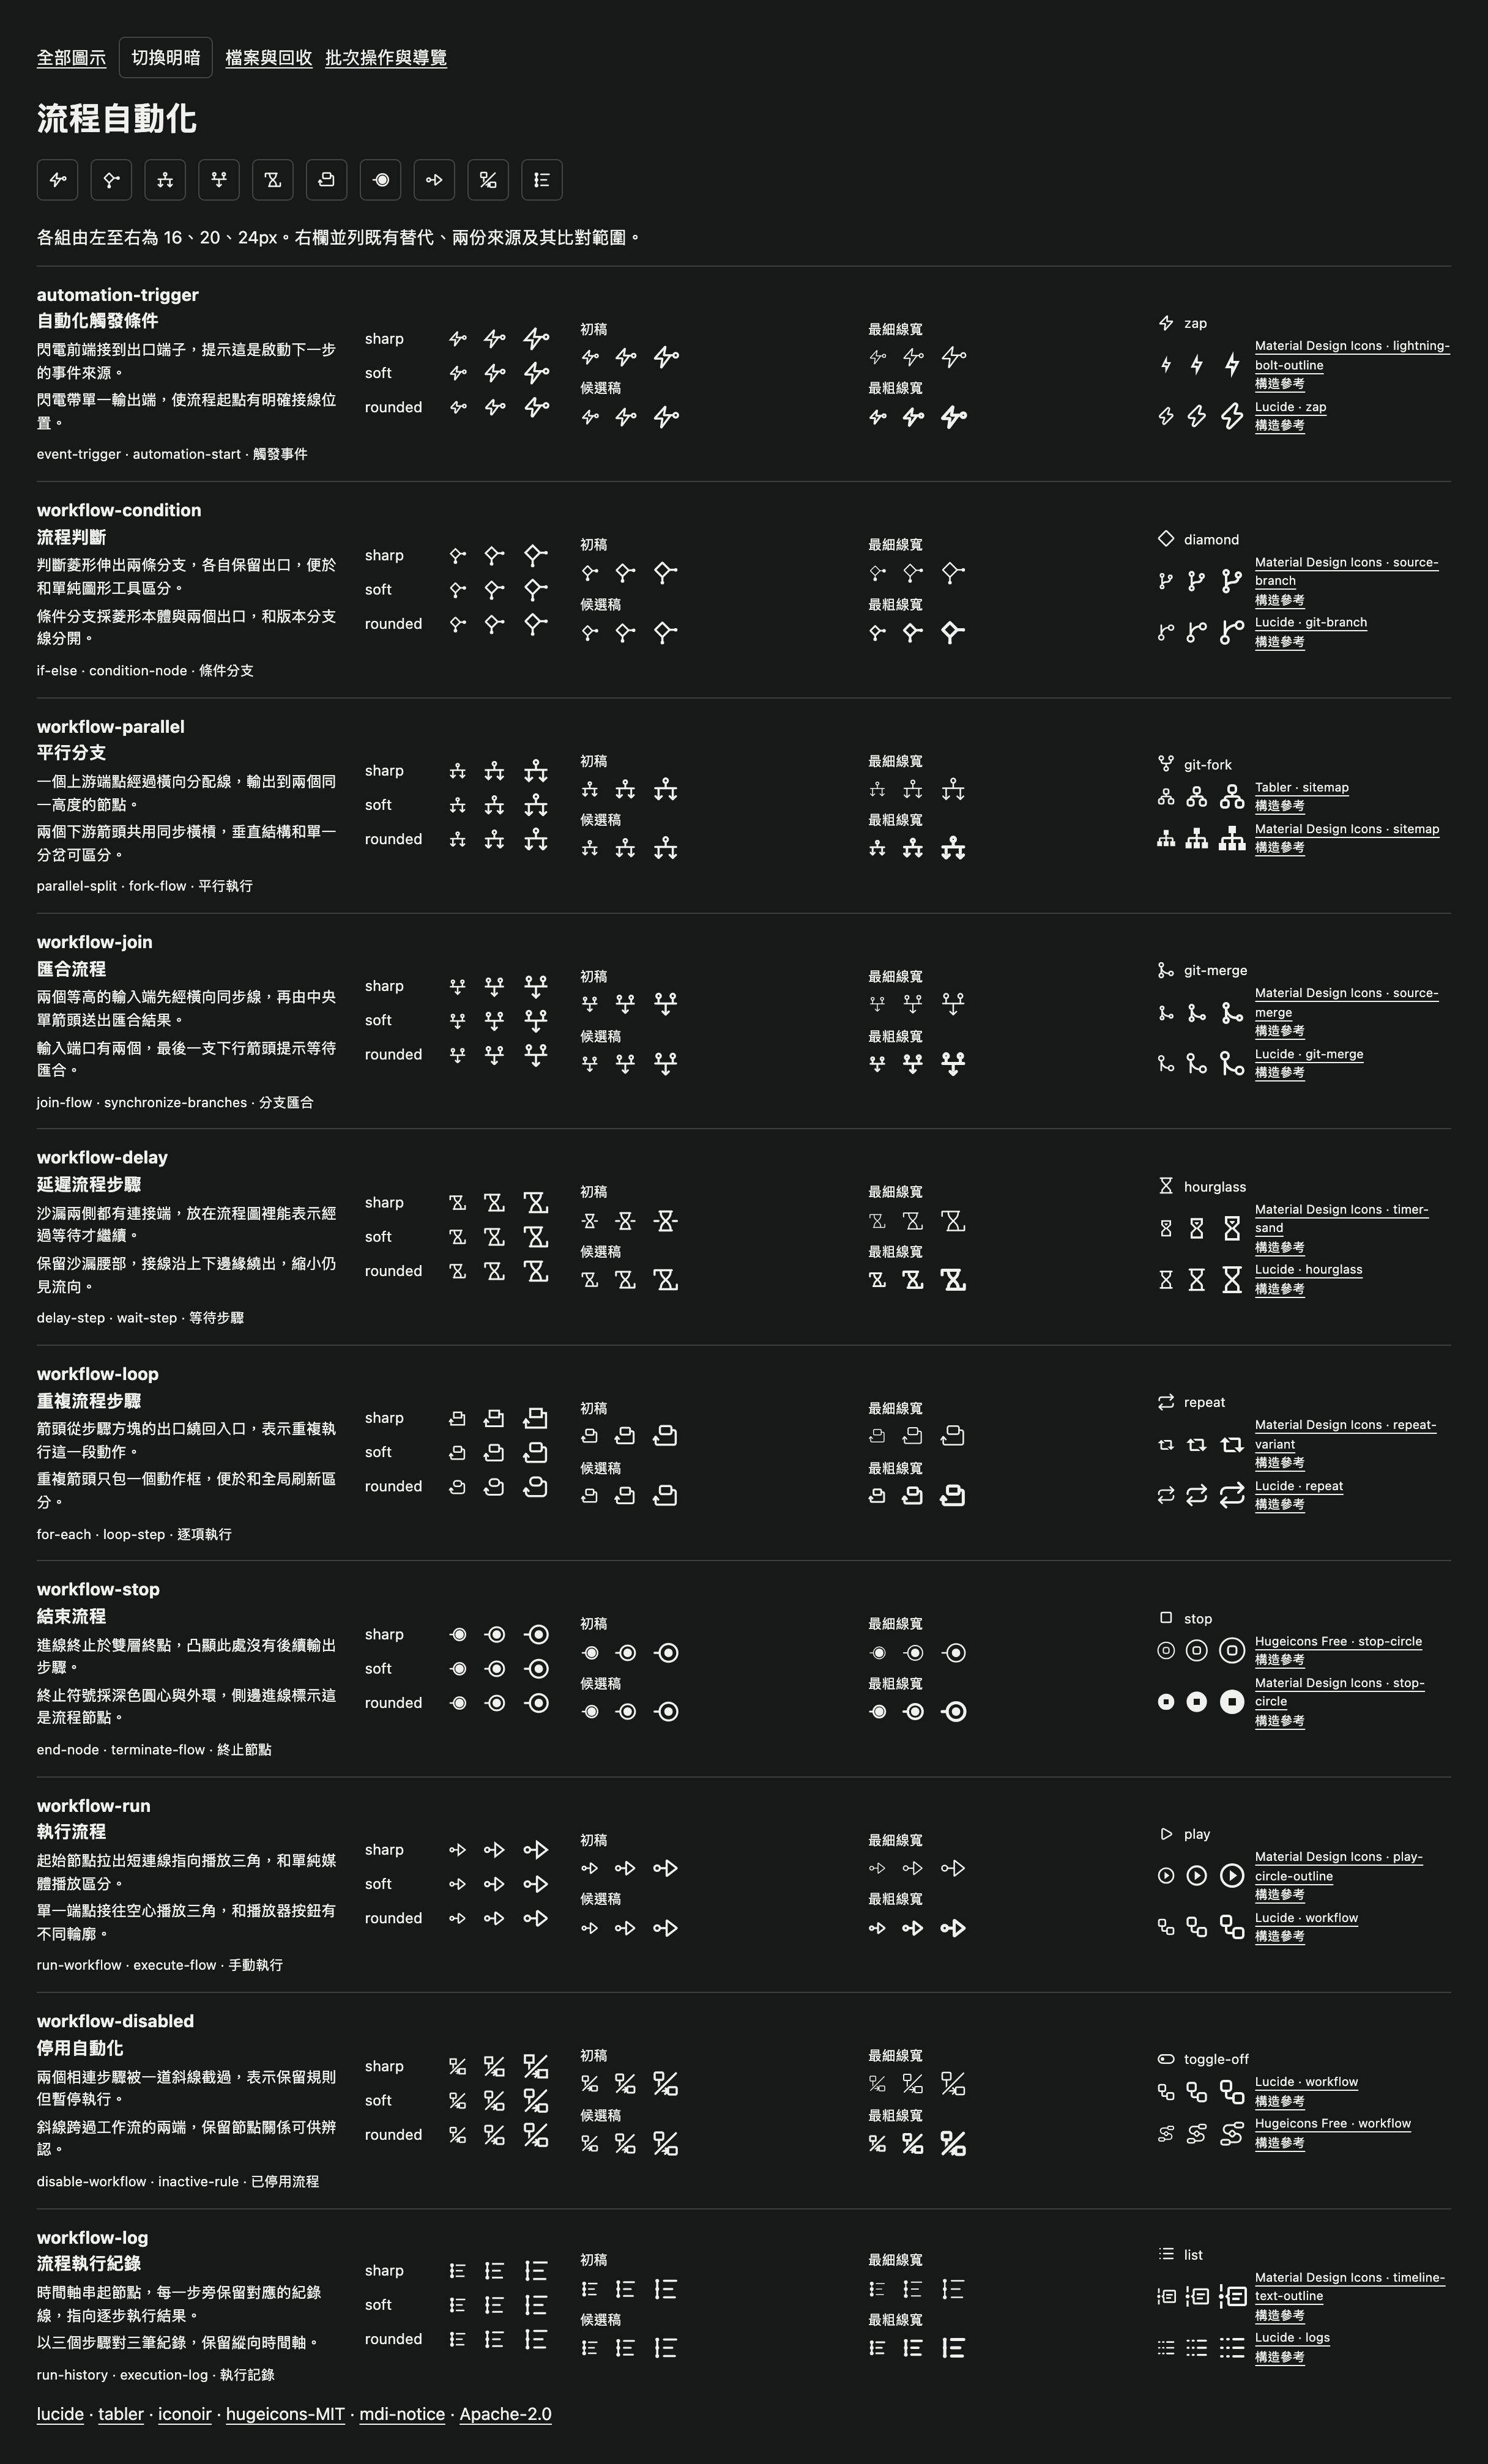 全部圖示 切換明暗 檔案與回收 批次操作與導覽
流程自動化
各組由左至右為 16、20、24px。右欄並列既有替代、兩份來源及其比對範圍。
automation-trigger
自動化觸發條件
閃電前端接到出口端子，提示這是啟動下一步
的事件來源。
閃電帶單一輸出端，使流程起點有明確接線位
置。
event-trigger · automation-start · 觸發事件
sharp
soft
rounded
初稿
候選稿
最細線寬
最粗線寬
zap
Material Design Icons · lightning-
bolt-outline
構造參考
Lucide · zap
構造參考
workflow-condition
流程判斷
判斷菱形伸出兩條分支，各自保留出口，便於
和單純圖形工具區分。
條件分支採菱形本體與兩個出口，和版本分支
線分開。
if-else · condition-node · 條件分支
sharp
soft
rounded
初稿
候選稿
最細線寬
最粗線寬
diamond
Material Design Icons · source-
branch
構造參考
Lucide · git-branch
構造參考
workflow-parallel
平行分支
一個上游端點經過橫向分配線，輸出到兩個同
一高度的節點。
兩個下游箭頭共用同步橫槓，垂直結構和單一
分岔可區分。
parallel-split · fork-flow · 平行執行
sharp
soft
rounded
初稿
候選稿
最細線寬
最粗線寬
git-fork
Tabler · sitemap
構造參考
Material Design Icons · sitemap
構造參考
workflow-join
匯合流程
兩個等高的輸入端先經橫向同步線，再由中央
單箭頭送出匯合結果。
輸入端口有兩個，最後一支下行箭頭提示等待
匯合。
join-flow · synchronize-branches · 分支匯合
sharp
soft
rounded
初稿
候選稿
最細線寬
最粗線寬
git-merge
Material Design Icons · source-
merge
構造參考
Lucide · git-merge
構造參考
workflow-delay
延遲流程步驟
沙漏兩側都有連接端，放在流程圖裡能表示經
過等待才繼續。
保留沙漏腰部，接線沿上下邊緣繞出，縮小仍
見流向。
delay-step · wait-step · 等待步驟
sharp
soft
rounded
初稿
候選稿
最細線寬
最粗線寬
hourglass
Material Design Icons · timer-
sand
構造參考
Lucide · hourglass
構造參考
workflow-loop
重複流程步驟
箭頭從步驟方塊的出口繞回入口，表示重複執
行這一段動作。
重複箭頭只包一個動作框，便於和全局刷新區
分。
for-each · loop-step · 逐項執行
sharp
soft
rounded
初稿
候選稿
最細線寬
最粗線寬
repeat
Material Design Icons · repeat-
variant
構造參考
Lucide · repeat
構造參考
workflow-stop
結束流程
進線終止於雙層終點，凸顯此處沒有後續輸出
步驟。
終止符號採深色圓心與外環，側邊進線標示這
是流程節點。
end-node · terminate-flow · 終止節點
sharp
soft
rounded
初稿
候選稿
最細線寬
最粗線寬
stop
Hugeicons Free · stop-circle
構造參考
Material Design Icons · stop-
circle
構造參考
workflow-run
執行流程
起始節點拉出短連線指向播放三角，和單純媒
體播放區分。
單一端點接往空心播放三角，和播放器按鈕有
不同輪廓。
run-workflow · execute-flow · 手動執行
sharp
soft
rounded
初稿
候選稿
最細線寬
最粗線寬
play
Material Design Icons · play-
circle-outline
構造參考
Lucide · workflow
構造參考
workflow-disabled
停用自動化
兩個相連步驟被一道斜線截過，表示保留規則
但暫停執行。
斜線跨過工作流的兩端，保留節點關係可供辨
認。
disable-workflow · inactive-rule · 已停用流程
sharp
soft
rounded
初稿
候選稿
最細線寬
最粗線寬
toggle-off
Lucide · workflow
構造參考
Hugeicons Free · workflow
構造參考
workflow-log
流程執行紀錄
時間軸串起節點，每一步旁保留對應的紀錄
線，指向逐步執行結果。
以三個步驟對三筆紀錄，保留縱向時間軸。
run-history · execution-log · 執行記錄
sharp
soft
rounded
初稿
候選稿
最細線寬
最粗線寬
list
Material Design Icons · timeline-
text-outline
構造參考
Lucide · logs
構造參考
lucide · tabler · iconoir · hugeicons-MIT · mdi-notice · Apache-2.0